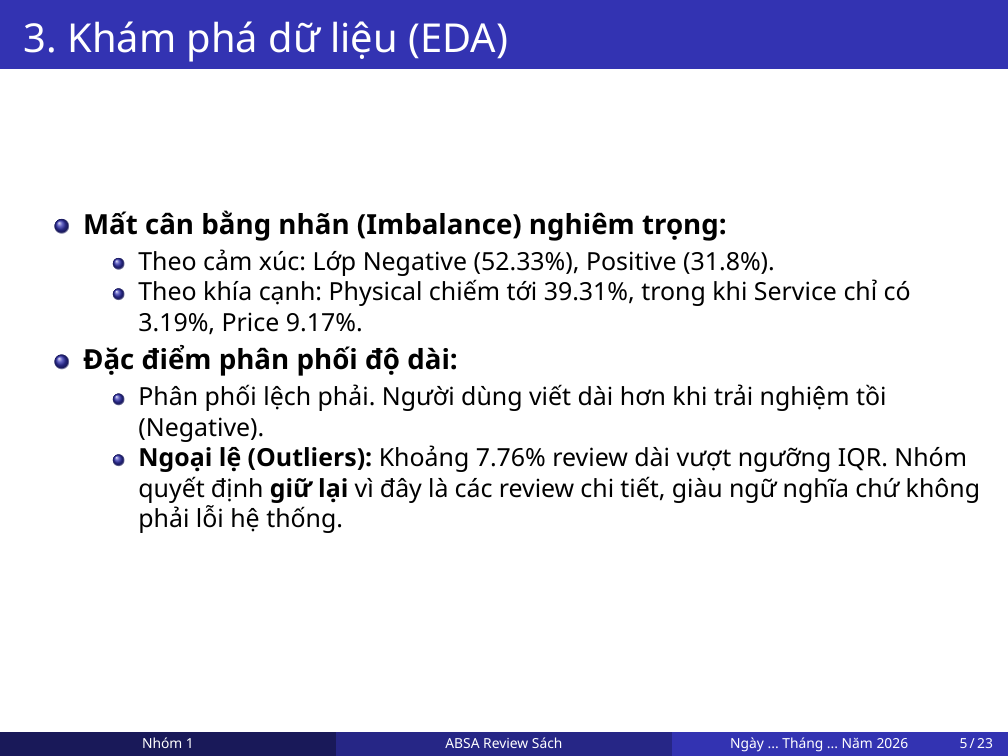 3. Khám phá dữ liệu (EDA)
Mất cân bằng nhãn (Imbalance) nghiêm trọng:
Theo cảm xúc: Lớp Negative (52.33%), Positive (31.8%).
Theo khía cạnh: Physical chiếm tới 39.31%, trong khi Service chỉ có
3.19%, Price 9.17%.
Đặc điểm phân phối độ dài:
Phân phối lệch phải. Người dùng viết dài hơn khi trải nghiệm tồi
(Negative).
Ngoại lệ (Outliers): Khoảng 7.76% review dài vượt ngưỡng IQR. Nhóm
quyết định giữ lại vì đây là các review chi tiết, giàu ngữ nghĩa chứ không
phải lỗi hệ thống.
Nhóm 1
ABSA Review Sách
Ngày ... Tháng ... Năm 2026
5 / 23